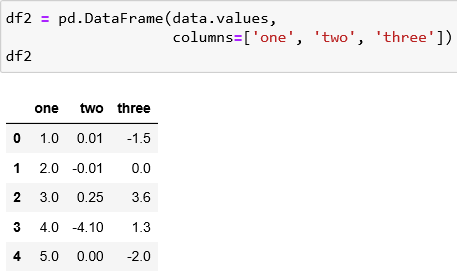 df2 = pd.DataFrame(data.values,
columns=['one', 'two', 'three'])
df2
one two three
0 1.0 0.01 -1.5
1 2.0 -0.01 0.0
2 3.0 0.25 3.6
3 4.0 -4.10 1.3
4 5.0 0.00 -2.0